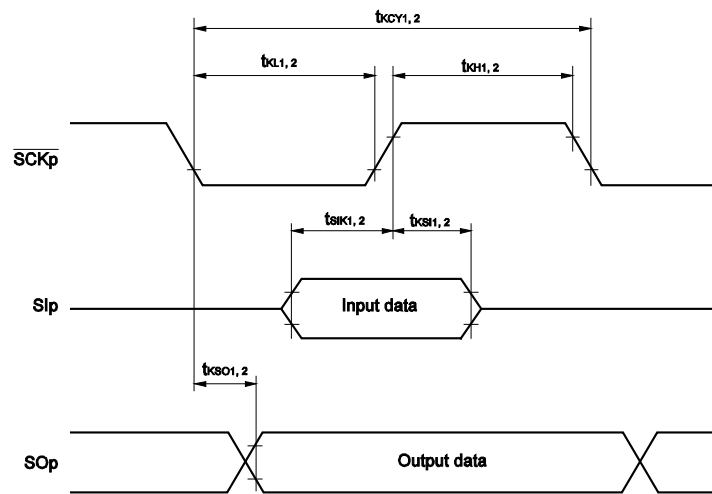 tKCY1, 2
tKL1, 2
tKH1, 2
SCKp
tSIK1, 2
tKSI1, 2
SIp
Input data
tKSO1, 2
SOp
Output data